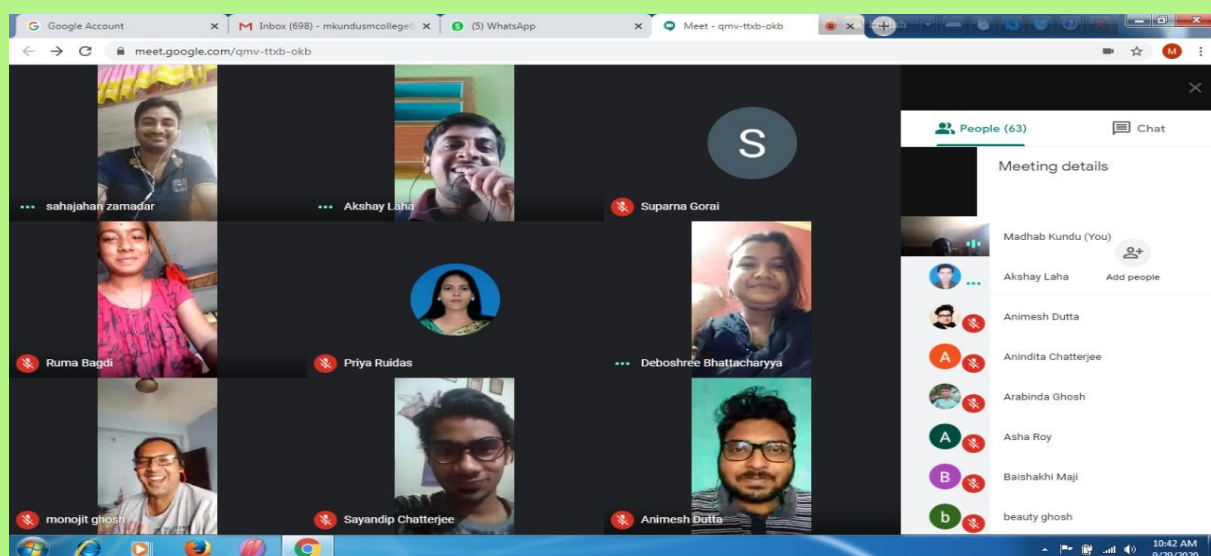 Google Account
Inbox (698) - mkundusmcollege
(5) WhatsApp
Meet - qmv-ttxb-okb
meet.google.com/qmv-ttxb-okb
M
sahajahan zamadar
Akshay Laha
S
Suparna Gorai
Ruma Bagdi
Priya Ruidas
Deboshree Bhattacharyya
monojit ghosh
Sayandip Chatterjee
Animesh Dutta
People (63)
Chat
Meeting details
Madhab Kundu (You)
Akshay Laha
Add people
Animesh Dutta
A
Anindita Chatterjee
Arabinda Ghosh
A
Asha Roy
B
Baishakhi Maji
b
beauty ghosh
10:42 AM
9/29/2020